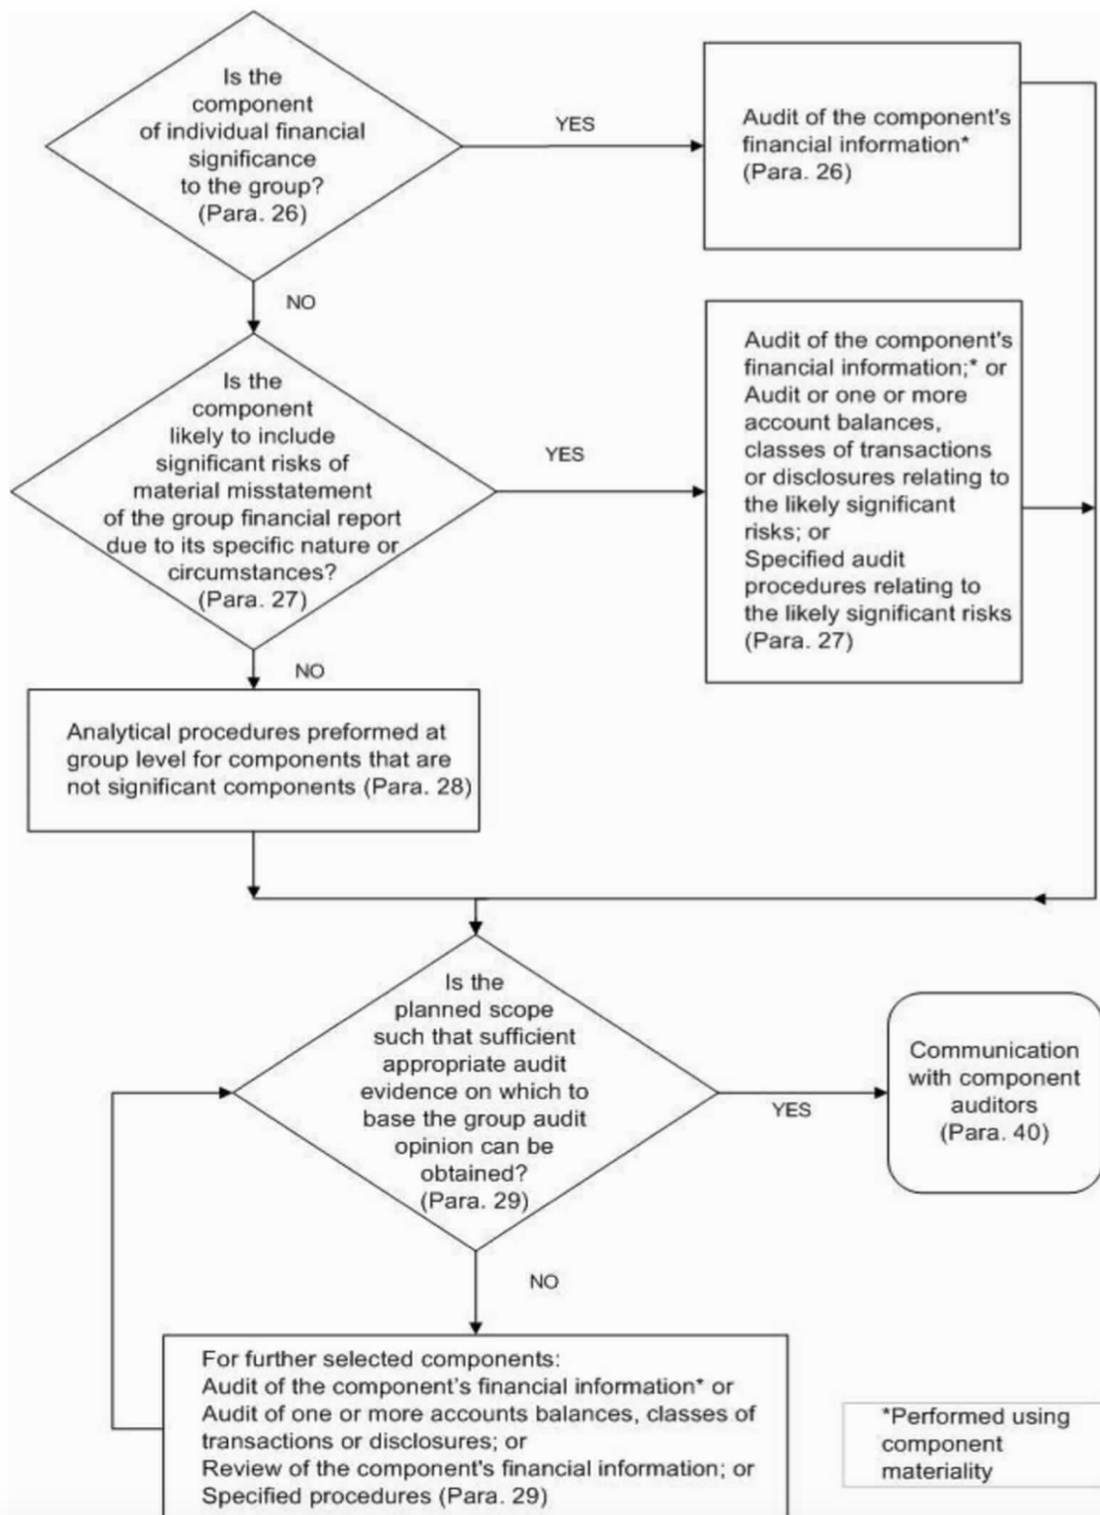 Is the
component
of individual financial
significance
to the group?
(Para. 26)
YES
Audit of the component's
financial information*
(Para. 26)
NO
Is the
component
likely to include
significant risks of
material misstatement
of the group financial report
due to its specific nature or
circumstances?
(Para. 27)
YES
Audit of the component's
financial information;* or
Audit or one or more
account balances,
classes of transactions
or disclosures relating to
the likely significant
risks; or
Specified audit
procedures relating to
the likely significant risks
(Para. 27)
NO
Analytical procedures preformed at
group level for components that are
not significant components (Para. 28)
Is the
planned scope
such that sufficient
appropriate audit
evidence on which to
base the group audit
opinion can be
obtained?
(Para. 29)
YES
Communication
with component
auditors
(Para. 40)
NO
For further selected components:
Audit of the component's financial information* or
Audit of one or more accounts balances, classes of
transactions or disclosures; or
Review of the component's financial information; or
Specified procedures (Para. 29)
*Performed using
component
materiality